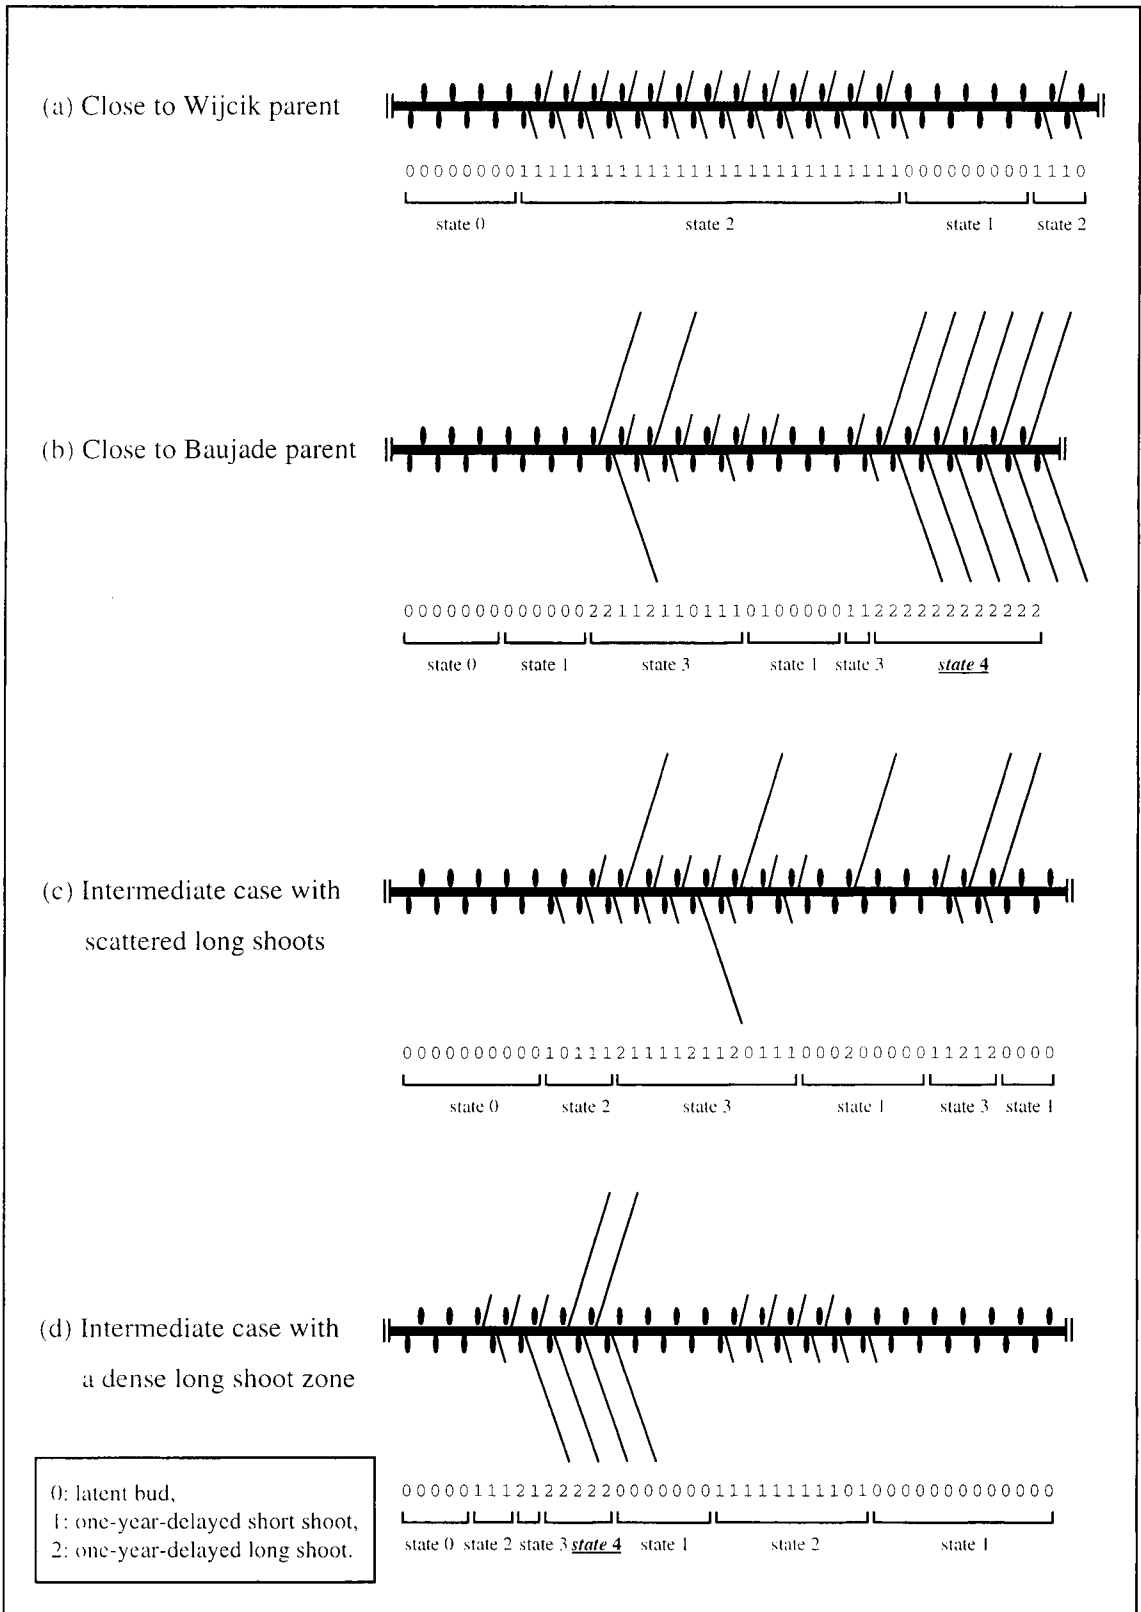 (a) Close to Wijcik parent
000000001111111111111111111111111110000000001110
state 0 state 2 state 1 state 2
(b) Close to Baujade parent
000000000000022112110111010000011222222222222
state 0 state 1 state 3 state 1 state 3 state 4
(c) Intermediate case with
scattered long shoots
0000000000101112111121120111000200000112120000
state 0 state 2 state 3 state 1 state 3 state 1
(d) Intermediate case with
a dense long shoot zone
0000011121222220000000111111111010000000000000
state 0 state 2 state 3 state 4 state 1 state 2 state 1
0: latent bud,
1: one-year-delayed short shoot,
2: one-year-delayed long shoot.